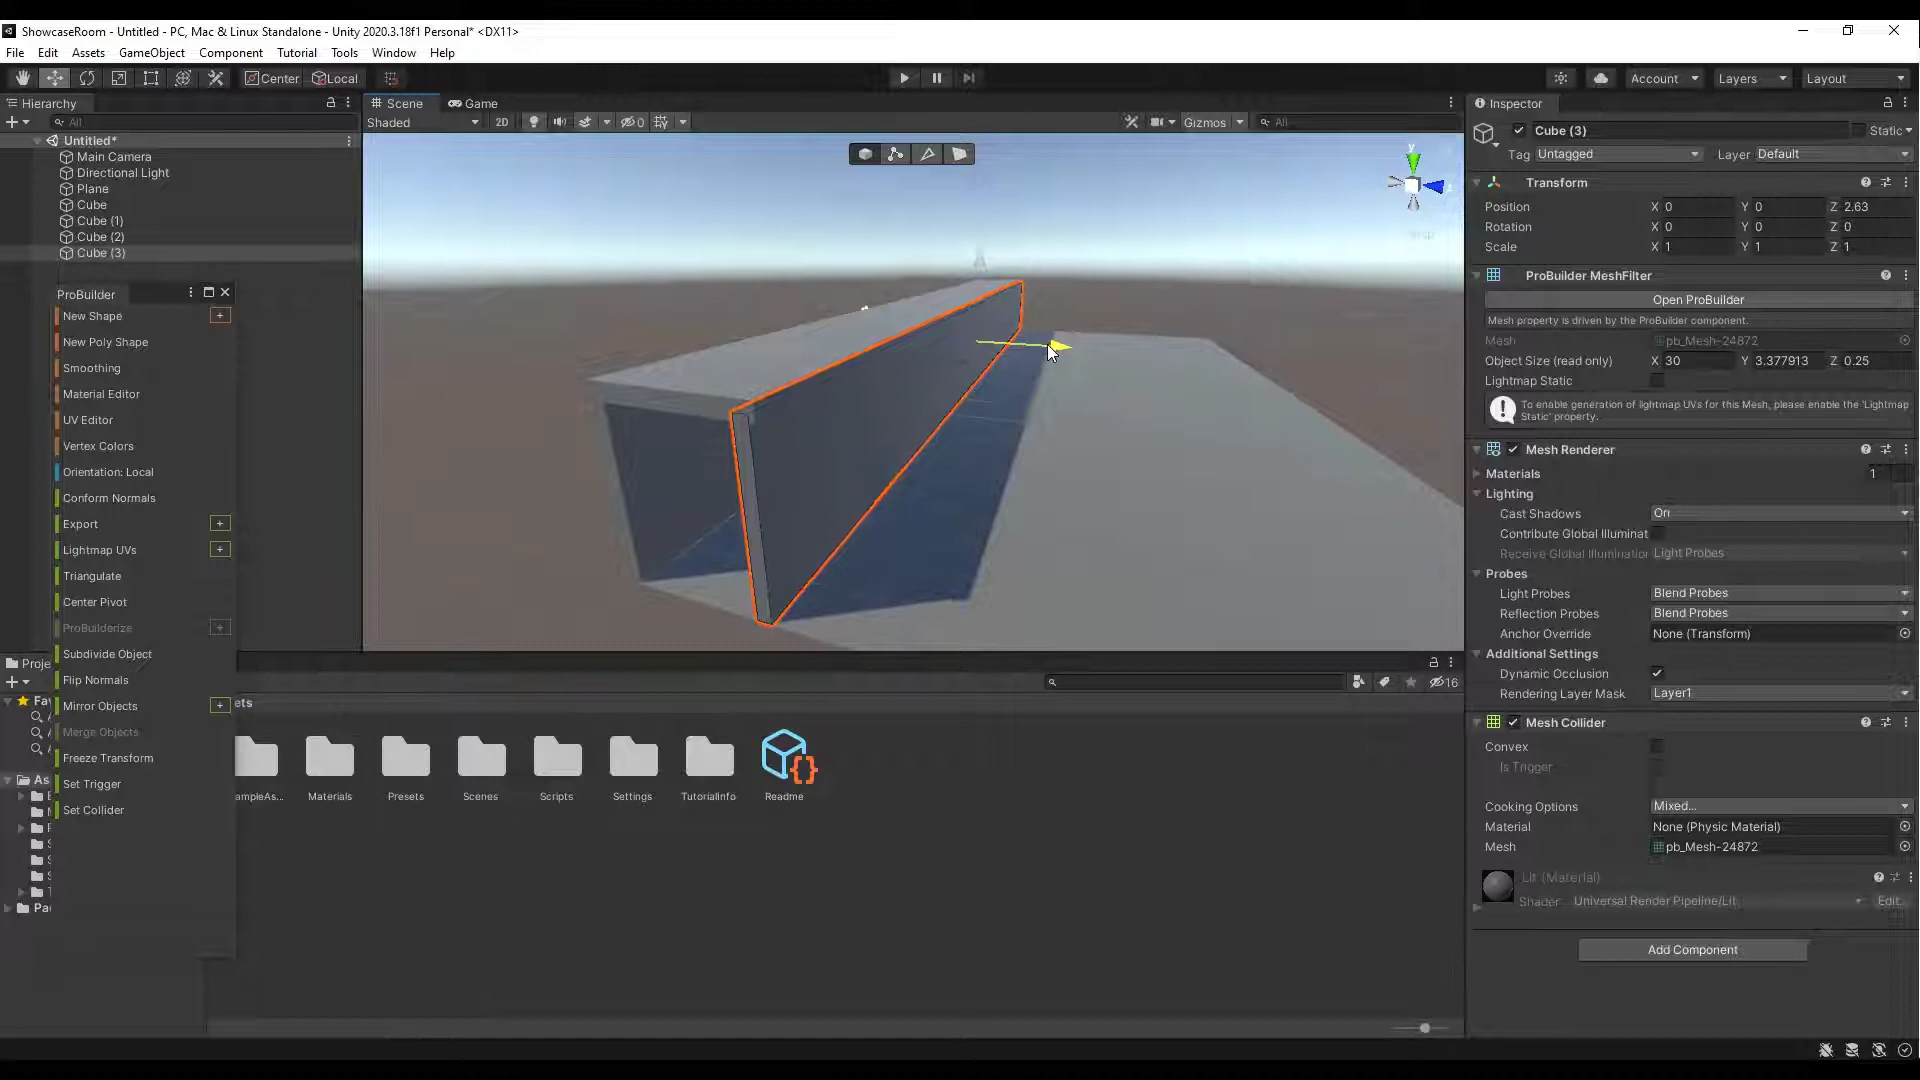 ShowcaseRoom - Untitled - PC, Mac & Linux Standalone - Unity 2020.3.18f1 Personal* <DX11>
File Edit Assets GameObject Component Tutorial Tools Window Help
Center Local Account Layers Layout
Hierarchy
All
Untitled*
Main Camera
Directional Light
Plane
Cube
Cube (1)
Cube (2)
Cube (3)
ProBuilder
New Shape +
New Poly Shape
Smoothing
Material Editor
UV Editor
Vertex Colors
Orientation: Local
Conform Normals
Export +
Lightmap UVs +
Triangulate
Center Pivot
ProBuilderize +
Subdivide Object
Flip Normals
Mirror Objects +
Merge Objects
Freeze Transform
Set Trigger
Set Collider
Scene Game
Shaded 2D 0 Gizmos All
y
Proje
Fav
As
Pa
ets
16
ampleAs... Materials Presets Scenes Scripts Settings TutorialInfo Readme
Inspector
Cube (3) Static
Tag Untagged Layer Default
Transform
Position X 0 Y 0 Z 2.63
Rotation X 0 Y 0 Z 0
Scale X 1 Y 1 Z 1
ProBuilder MeshFilter
Open ProBuilder
Mesh property is driven by the ProBuilder component.
Mesh pb_Mesh-24872
Object Size (read only) X 30 Y 3.377913 Z 0.25
Lightmap Static
To enable generation of lightmap UVs for this Mesh, please enable the 'Lightmap
Static' property.
Mesh Renderer
Materials 1
Lighting
Cast Shadows On
Contribute Global Illuminat
Receive Global Illumination Light Probes
Probes
Light Probes Blend Probes
Reflection Probes Blend Probes
Anchor Override None (Transform)
Additional Settings
Dynamic Occlusion
Rendering Layer Mask Layer1
Mesh Collider
Convex
Is Trigger
Cooking Options Mixed...
Material None (Physic Material)
Mesh pb_Mesh-24872
Lit (Material)
Shader Universal Render Pipeline/Lit Edit...
Add Component